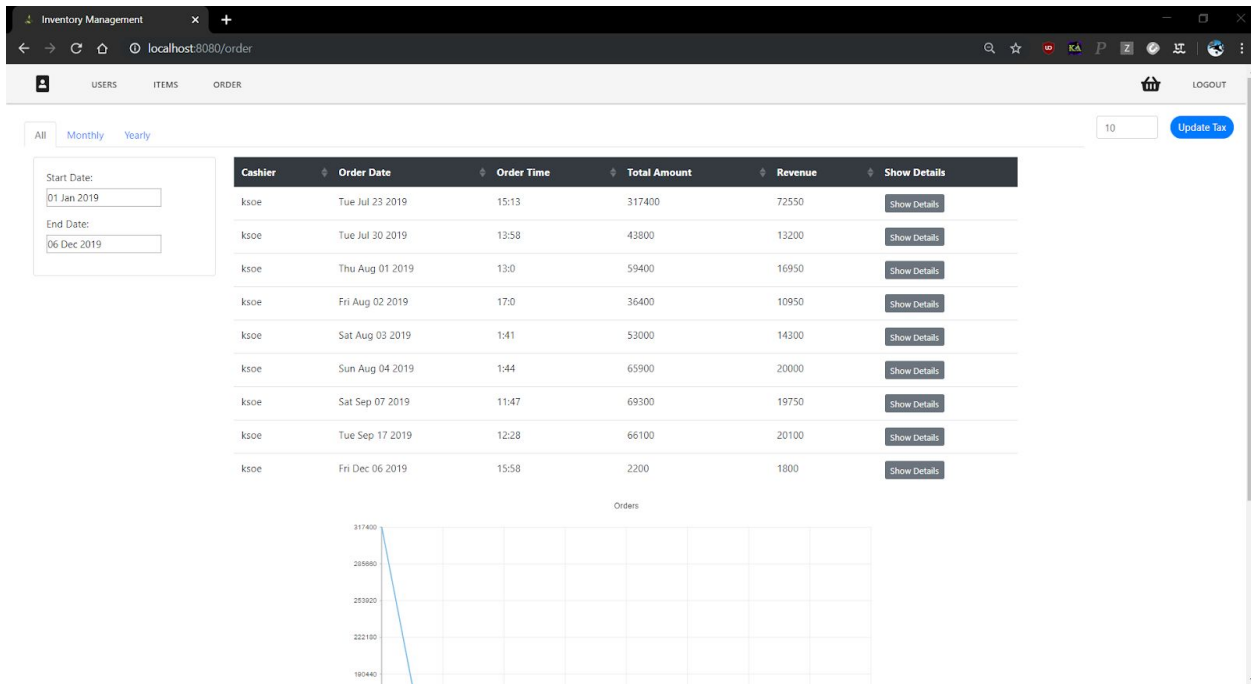 Inventory Management
localhost:8080/order
USERS ITEMS ORDER LOGOUT
All Monthly Yearly 10 Update Tax
Start Date:
01 Jan 2019
End Date:
06 Dec 2019
Cashier Order Date Order Time Total Amount Revenue Show Details
ksoe Tue Jul 23 2019 15:13 317400 72550 Show Details
ksoe Tue Jul 30 2019 13:58 43800 13200 Show Details
ksoe Thu Aug 01 2019 13:0 59400 16950 Show Details
ksoe Fri Aug 02 2019 17:0 36400 10950 Show Details
ksoe Sat Aug 03 2019 1:41 53000 14300 Show Details
ksoe Sun Aug 04 2019 1:44 65900 20000 Show Details
ksoe Sat Sep 07 2019 11:47 69300 19750 Show Details
ksoe Tue Sep 17 2019 12:28 66100 20100 Show Details
ksoe Fri Dec 06 2019 15:58 2200 1800 Show Details
Orders
317400
285660
253920
222180
190440